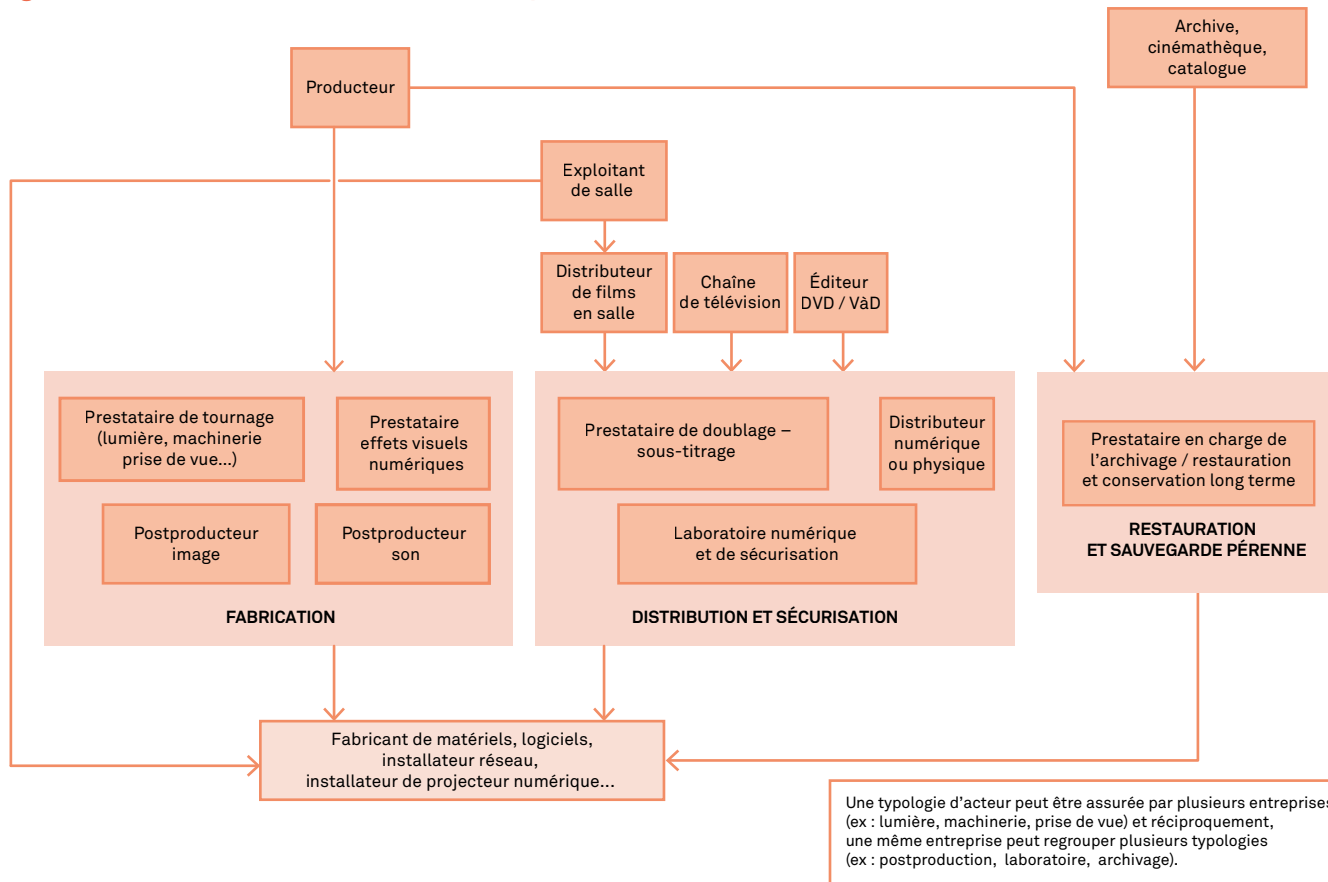 Archive,
cinémathèque,
catalogue
Producteur
Exploitant
de salle
Distributeur
de films
en salle
Chaîne
de télévision
Éditeur
DVD / VàD
Prestataire de tournage
(lumière, machinerie
prise de vue...)
Prestataire
effets visuels
numériques
Postproducteur
image
Postproducteur
son
FABRICATION
Prestataire de doublage –
sous-titrage
Distributeur
numérique
ou physique
Laboratoire numérique
et de sécurisation
DISTRIBUTION ET SÉCURISATION
Prestataire en charge de
l’archivage / restauration
et conservation long terme
RESTAURATION
ET SAUVEGARDE PÉRENNE
Fabricant de matériels, logiciels,
installateur réseau,
installateur de projecteur numérique...
Une typologie d’acteur peut être assurée par plusieurs entreprises
(ex : lumière, machinerie, prise de vue) et réciproquement,
une même entreprise peut regrouper plusieurs typologies
(ex : postproduction, laboratoire, archivage).